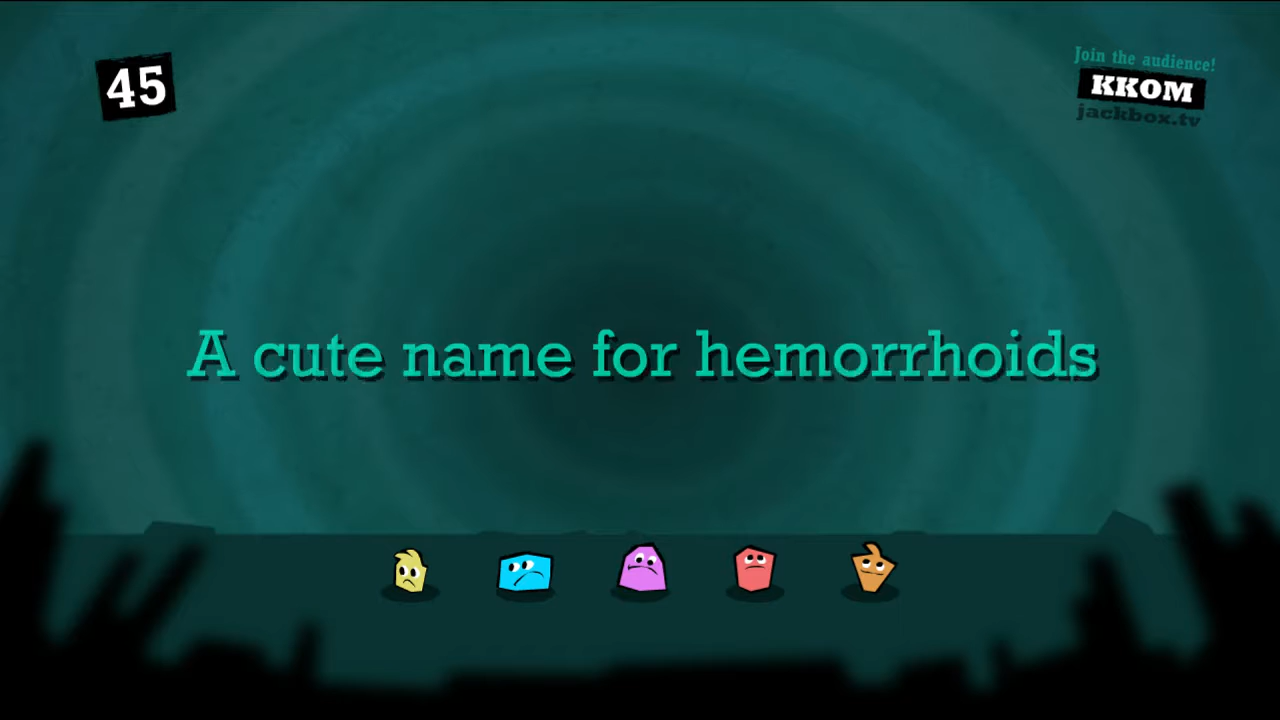 45
Join the audience!
KKOM
jackbox.tv
A cute name for hemorrhoids